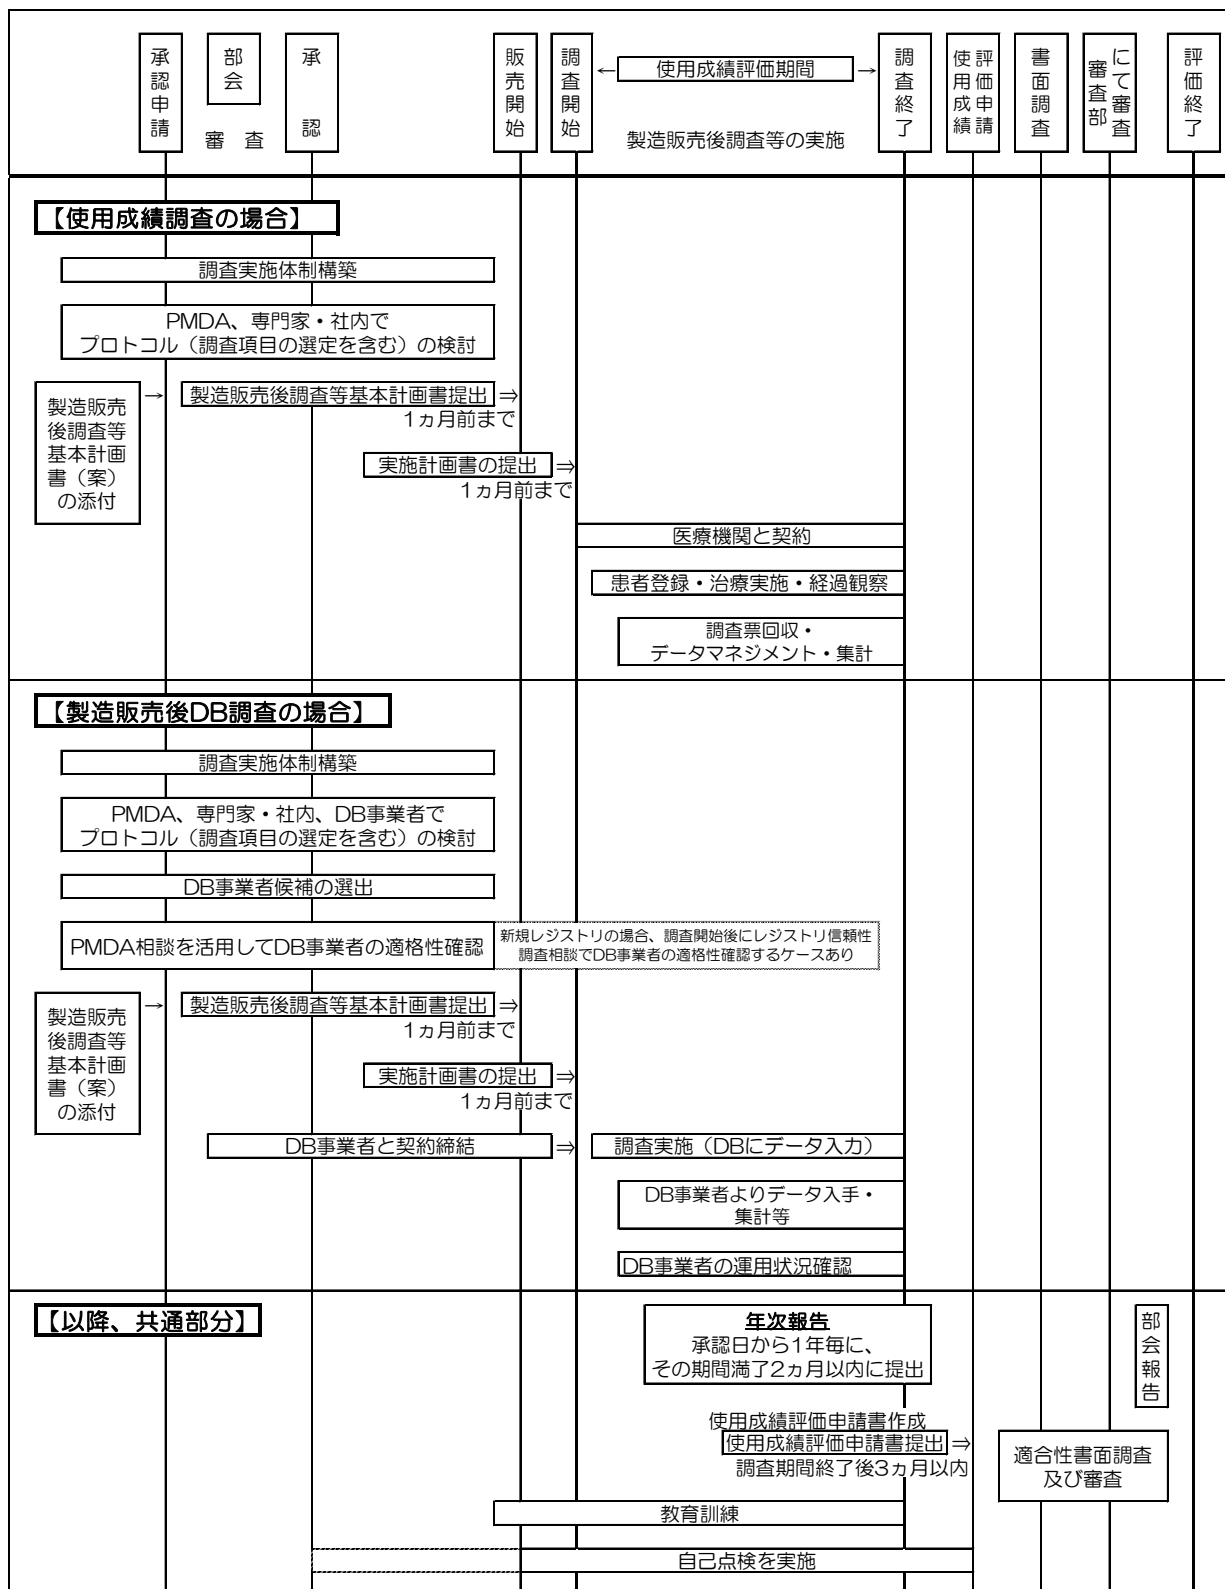 承認申請
部会
審 査
承 認
販売開始
調査開始
← 使用成績評価期間 →
製造販売後調査等の実施
調査終了
使用成績
評価申請
書面調査
審査部
にて審査
評価終了
【使用成績調査の場合】
調査実施体制構築
PMDA、専門家・社内で
プロトコル（調査項目の選定を含む）の検討
製造販売
後調査等
基本計画
書（案）
の添付
→
製造販売後調査等基本計画書提出 ⇒
1ヵ月前まで
実施計画書の提出 ⇒
1ヵ月前まで
医療機関と契約
患者登録・治療実施・経過観察
調査票回収・
データマネジメント・集計
【製造販売後DB調査の場合】
調査実施体制構築
PMDA、専門家・社内、DB事業者で
プロトコル（調査項目の選定を含む）の検討
DB事業者候補の選出
PMDA相談を活用してDB事業者の適格性確認
新規レジストリの場合、調査開始後にレジストリ信頼性
調査相談でDB事業者の適格性確認するケースあり
製造販売
後調査等
基本計画
書（案）
の添付
→
製造販売後調査等基本計画書提出 ⇒
1ヵ月前まで
実施計画書の提出 ⇒
1ヵ月前まで
DB事業者と契約締結 ⇒
調査実施（DBにデータ入力）
DB事業者よりデータ入手・
集計等
DB事業者の運用状況確認
【以降、共通部分】
年次報告
承認日から1年毎に、
その期間満了2ヵ月以内に提出
部会報告
使用成績評価申請書作成
使用成績評価申請書提出 ⇒
調査期間終了後3ヵ月以内
適合性書面調査
及び審査
教育訓練
自己点検を実施